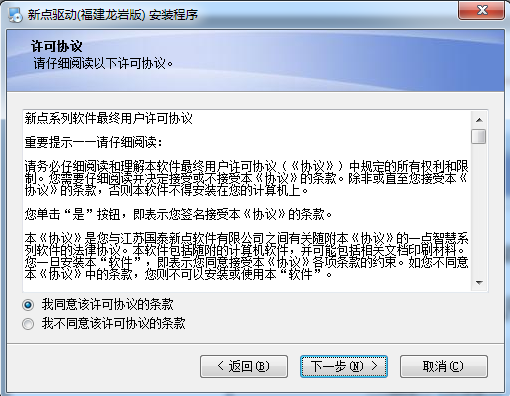 新点驱动(福建龙岩版) 安装程序
许可协议
请仔细阅读以下许可协议。
新点系列软件最终用户许可协议
重要提示——请仔细阅读：
请务必仔细阅读和理解本软件最终用户许可协议（《协议》）中规定的所有权利和限
制。您需要仔细阅读并决定接受或不接受本《协议》的条款。除非或直至您接受本《
协议》的条款，否则本软件不得安装在您的计算机上。
您单击“是”按钮，即表示您签名接受本《协议》的条款。
本《协议》是您与江苏国泰新点软件有限公司之间有关随附本《协议》的一点智慧系
列软件的法律协议。本软件包括随附的计算机软件，并可能包括相关文档印刷材料。
您一旦安装本“软件”，即表示您同意接受本《协议》各项条款的约束。如您不同意
本《协议》中的条款，您则不可以安装或使用本“软件”。
我同意该许可协议的条款
我不同意该许可协议的条款
< 返回(B) 下一步(N) > 取消(C)